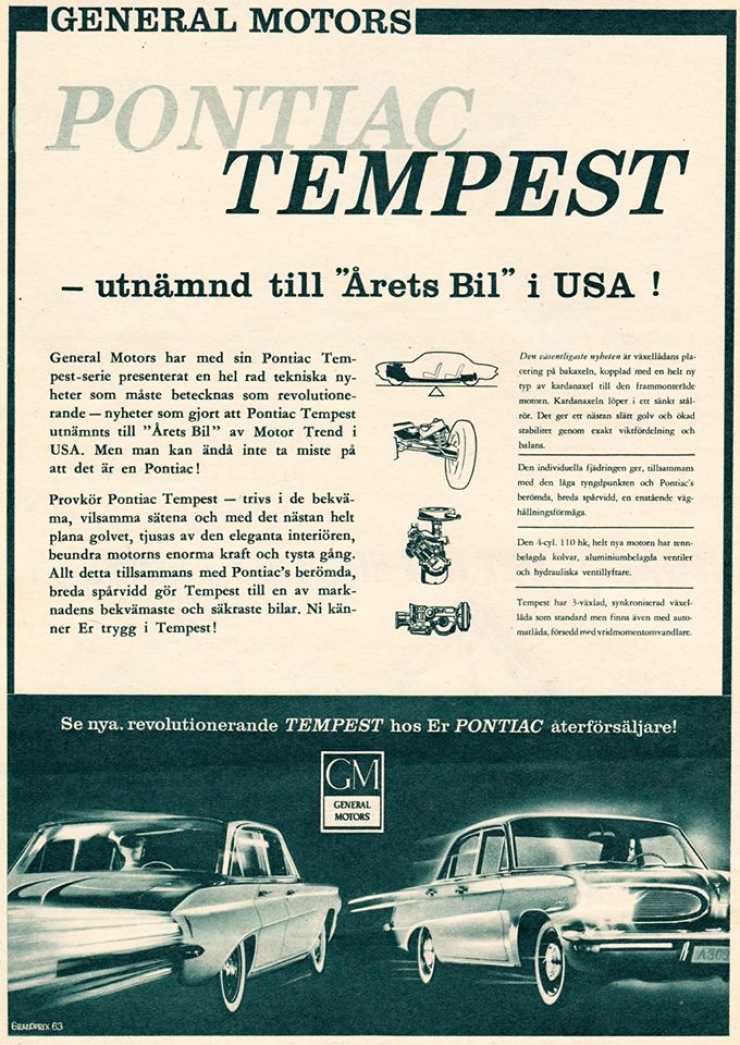 GENERAL MOTORS
PONTIAC
TEMPEST
– utnämnd till ”Årets Bil” i USA !
General Motors har med sin Pontiac Tem-
pest-serie presenterat en hel rad tekniska ny-
heter som måste betecknas som revolutione-
rande — nyheter som gjort att Pontiac Tempest
utnämnts till ”Årets Bil” av Motor Trend i
USA. Men man kan ändå inte ta miste på
att det är en Pontiac!
Provkör Pontiac Tempest — trivs i de bekvä-
ma, vilsamma sätena och med det nästan helt
plana golvet, tjusas av den eleganta interiören,
beundra motorns enorma kraft och tysta gång.
Allt detta tillsammans med Pontiac's berömda,
breda spårvidd gör Tempest till en av mark-
nadens bekvämaste och säkraste bilar. Ni kän-
ner Er trygg i Tempest!
Den väsentligaste nyheten är växellådans pla-
cering på bakaxeln, kopplad med en helt ny
typ av kardanaxel till den frammonterade
motorn. Kardanaxeln löper i ett sänkt stål-
rör. Det ger ett nästan slätt golv och ökad
stabilitet genom exakt viktfördelning och
balans.
Den individuella fjädringen ger, tillsammans
med den låga tyngdpunkten och Pontiac's
berömda, breda spårvidd, en enstående väg-
hållningsförmåga.
Den 4-cyl. 110 hk, helt nya motorn har tenn-
belagda kolvar, aluminiumbelagda ventiler
och hydrauliska ventillyftare.
Tempest har 3-växlad, synkroniserad växel-
låda som standard men finns även med auto-
matlåda, försedd med vridmomentomvandlare.
Se nya. revolutionerande TEMPEST hos Er PONTIAC återförsäljare!
GM
GENERAL
MOTORS
A363
GRANDPRIX 63